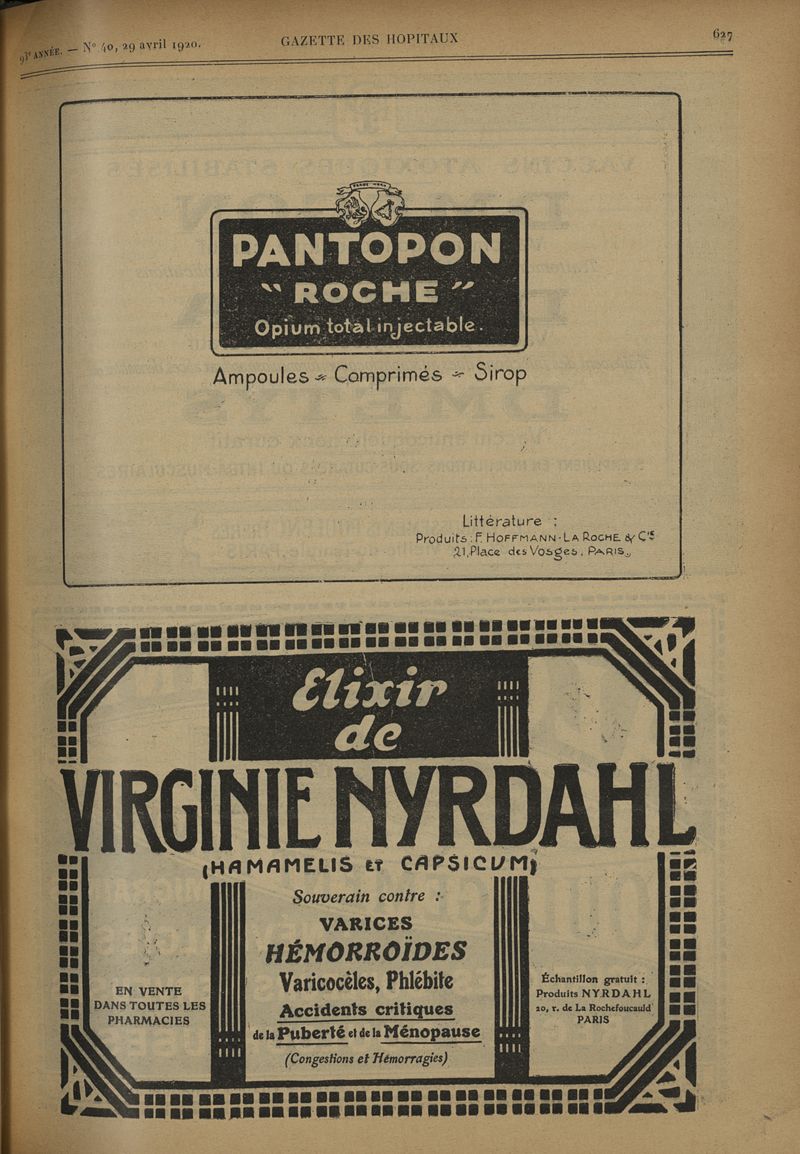 93e ANNÉE. — N° 40, 29 avril 1920.
GAZETTE DES HOPITAUX
627
PANTOPON
" ROCHE "
Opium total injectable.
Ampoules - Comprimés - Sirop
Littérature :
Produits : F. HOFFMANN-LA ROCHE & Cie
21, Place des Vosges, PARIS.
Elixir
de
VIRGINIE NYRDAHL
(HAMAMELIS ET CAPSICUM)
Souverain contre :
VARICES
HÉMORROÏDES
Varicocèles, Phlébite
Accidents critiques
de la Puberté et de la Ménopause
(Congestions et Hémorragies)
EN VENTE
DANS TOUTES LES
PHARMACIES
Échantillon gratuit :
Produits NYRDAHL
20, r. de La Rochefoucauld
PARIS